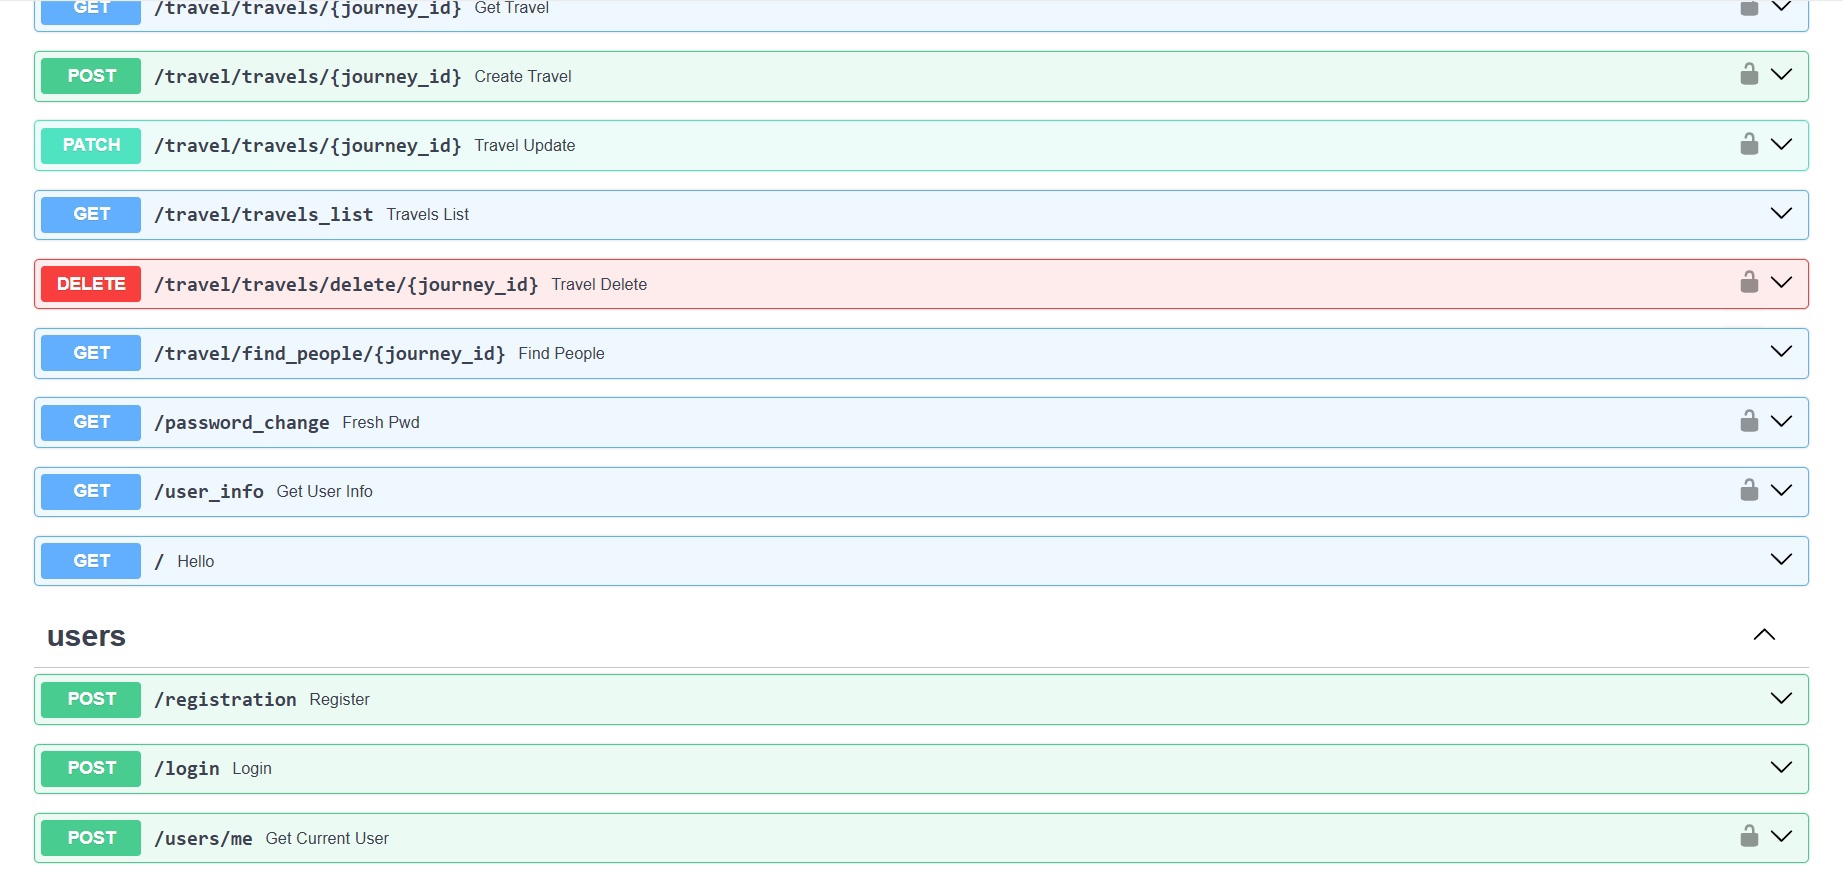 GET /travel/travels/{journey_id} Get Travel
POST /travel/travels/{journey_id} Create Travel
PATCH /travel/travels/{journey_id} Travel Update
GET /travel/travels_list Travels List
DELETE /travel/travels/delete/{journey_id} Travel Delete
GET /travel/find_people/{journey_id} Find People
GET /password_change Fresh Pwd
GET /user_info Get User Info
GET / Hello
users
POST /registration Register
POST /login Login
POST /users/me Get Current User